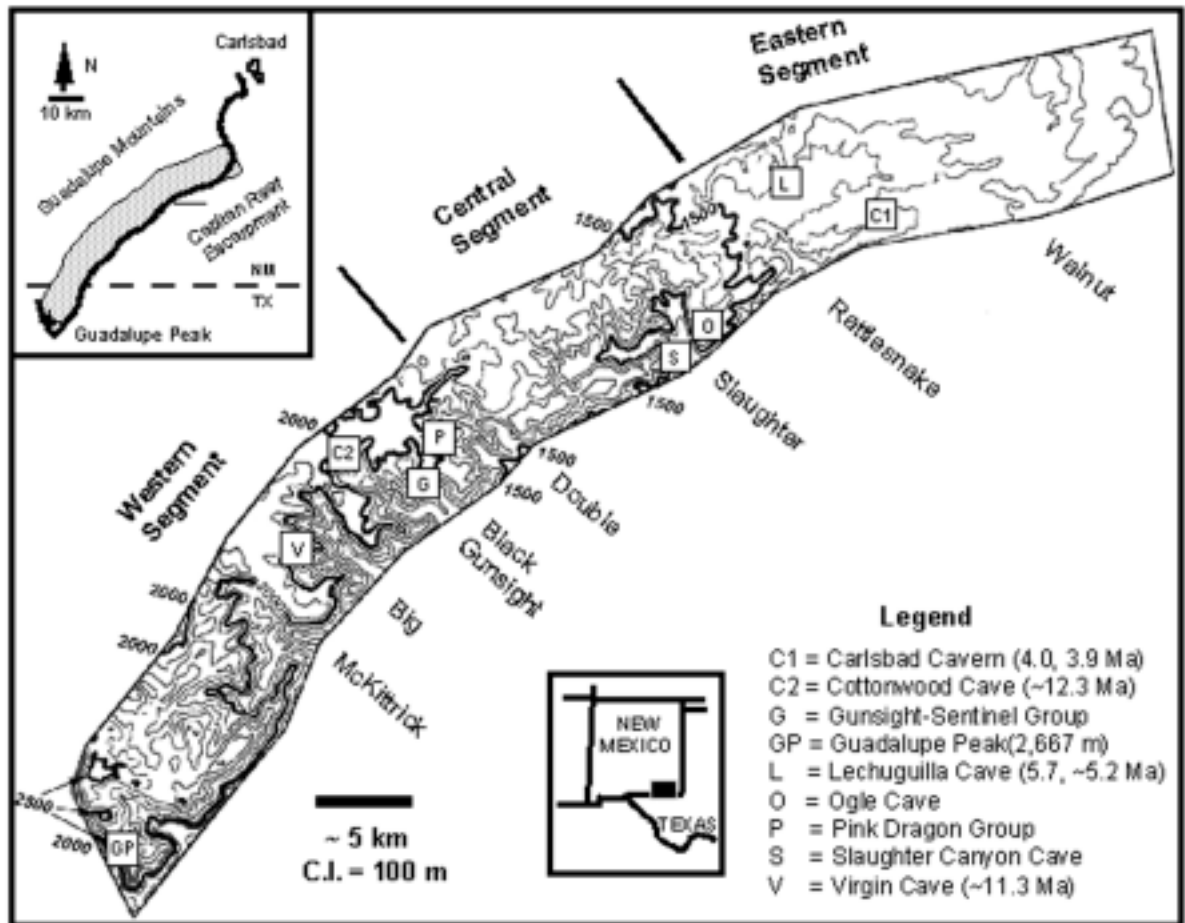 Carlsbad
N
10 km
Guadalupe Mountains
Capitan Reef
Escarpment
NM
TX
Guadalupe Peak
Eastern
Segment
Central
Segment
Western
Segment
1500
1500
L
C1
Walnut
Rattlesnake
O
S
Slaughter
1500
2000
P
C2
G
1500
1500
Double
Black
Gunsight
V
Big
McKittrick
2000
2000
2000
2500
2000
GP
~ 5 km
C.I. = 100 m
NEW
MEXICO
TEXAS
Legend
C1 = Carlsbad Cavern (4.0, 3.9 Ma)
C2 = Cottonwood Cave (~12.3 Ma)
G = Gunsight-Sentinel Group
GP = Guadalupe Peak(2,667 m)
L = Lechuguilla Cave (5.7, ~5.2 Ma)
O = Ogle Cave
P = Pink Dragon Group
S = Slaughter Canyon Cave
V = Virgin Cave (~11.3 Ma)